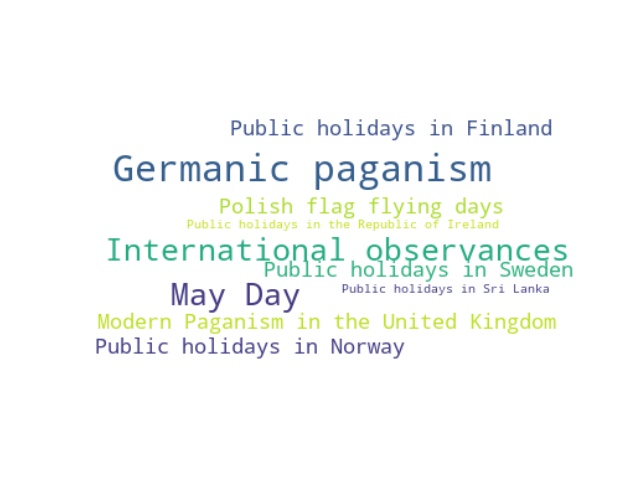 Public holidays in Finland
Germanic paganism
Polish flag flying days
Public holidays in the Republic of Ireland
International observances
Public holidays in Sweden
Public holidays in Sri Lanka
May Day
Modern Paganism in the United Kingdom
Public holidays in Norway